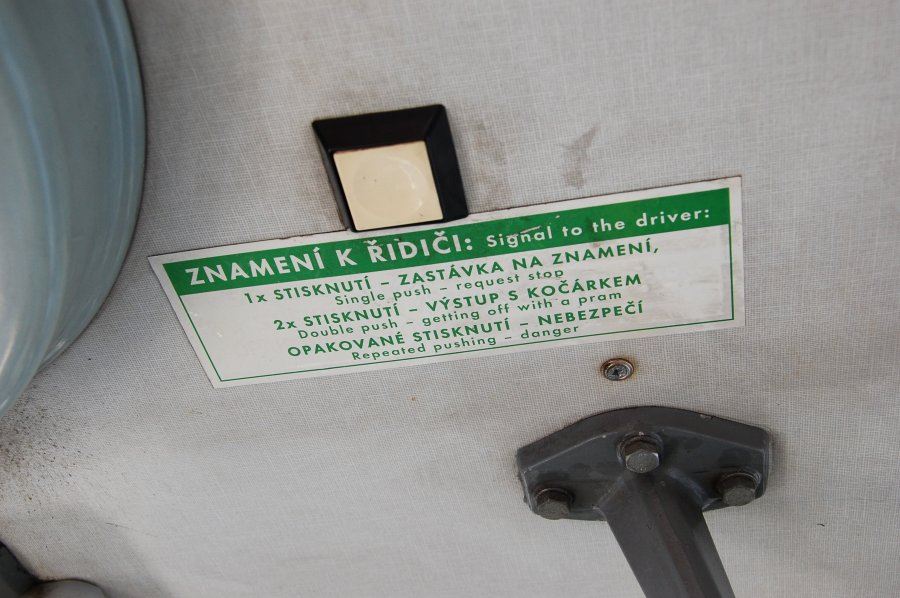 ZNAMENÍ K ŘIDIČI: Signal to the driver:
1x STISKNUTÍ – ZASTÁVKA NA ZNAMENÍ,
Single push – request stop
2x STISKNUTÍ – VÝSTUP S KOČÁRKEM
Double push – getting off with a pram
OPAKOVANÉ STISKNUTÍ – NEBEZPEČÍ
Repeated pushing – danger